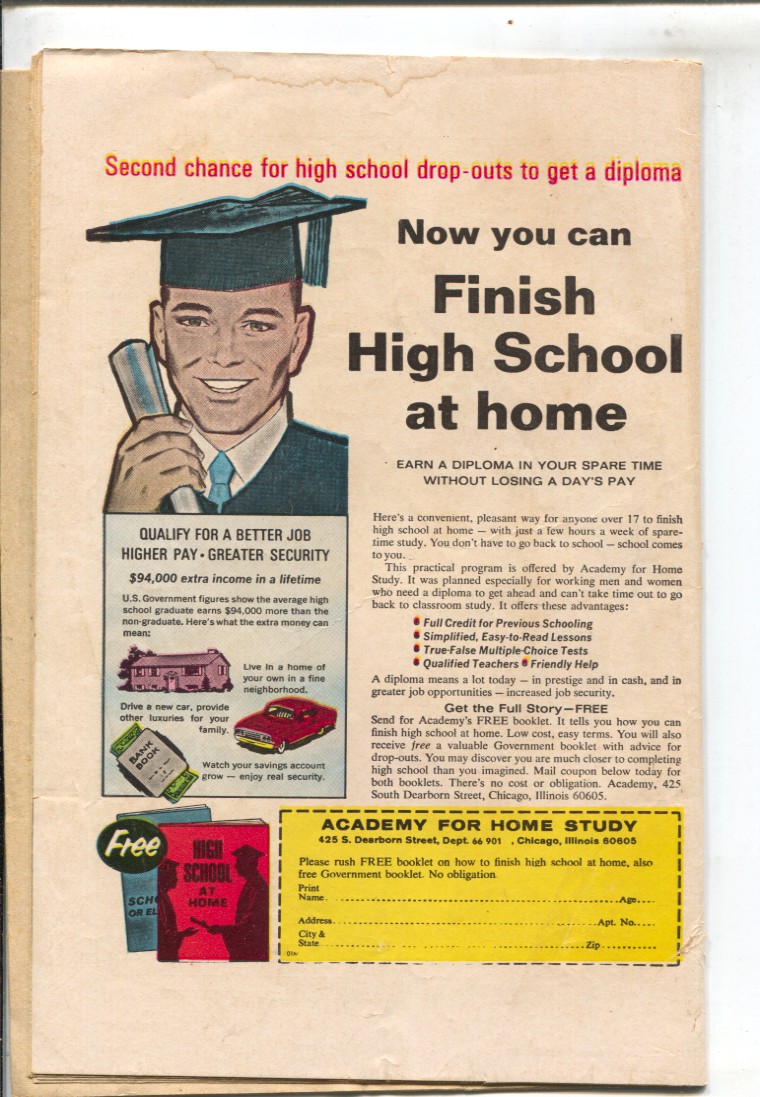 Second chance for high school drop-outs to get a diploma
Now you can
Finish
High School
at home
EARN A DIPLOMA IN YOUR SPARE TIME
WITHOUT LOSING A DAY'S PAY
QUALIFY FOR A BETTER JOB
HIGHER PAY • GREATER SECURITY
$94,000 extra income in a lifetime
U.S. Government figures show the average high
school graduate earns $94,000 more than the
non-graduate. Here's what the extra money can
mean:
Live in a home of
your own in a fine
neighborhood.
Drive a new car, provide
other luxuries for your
family.
BANK
BOOK
Watch your savings account
grow — enjoy real security.
Here's a convenient, pleasant way for anyone over 17 to finish
high school at home — with just a few hours a week of spare-
time study. You don't have to go back to school — school comes
to you.
This practical program is offered by Academy for Home
Study. It was planned especially for working men and women
who need a diploma to get ahead and can't take time out to go
back to classroom study. It offers these advantages:
• Full Credit for Previous Schooling
• Simplified, Easy-to-Read Lessons
• True-False Multiple-Choice Tests
• Qualified Teachers • Friendly Help
A diploma means a lot today — in prestige and in cash, and in
greater job opportunities — increased job security.
Get the Full Story—FREE
Send for Academy's FREE booklet. It tells you how you can
finish high school at home. Low cost, easy terms. You will also
receive free a valuable Government booklet with advice for
drop-outs. You may discover you are much closer to completing
high school than you imagined. Mail coupon below today for
both booklets. There's no cost or obligation. Academy, 425
South Dearborn Street, Chicago, Illinois 60605.
Free
SCHO
OR EL
HIGH
SCHOOL
AT
HOME
ACADEMY FOR HOME STUDY
425 S. Dearborn Street, Dept. 66 901 , Chicago, Illinois 60605
Please rush FREE booklet on how to finish high school at home, also
free Government booklet. No obligation
Print
Name Age
Address Apt. No.
City &
State Zip